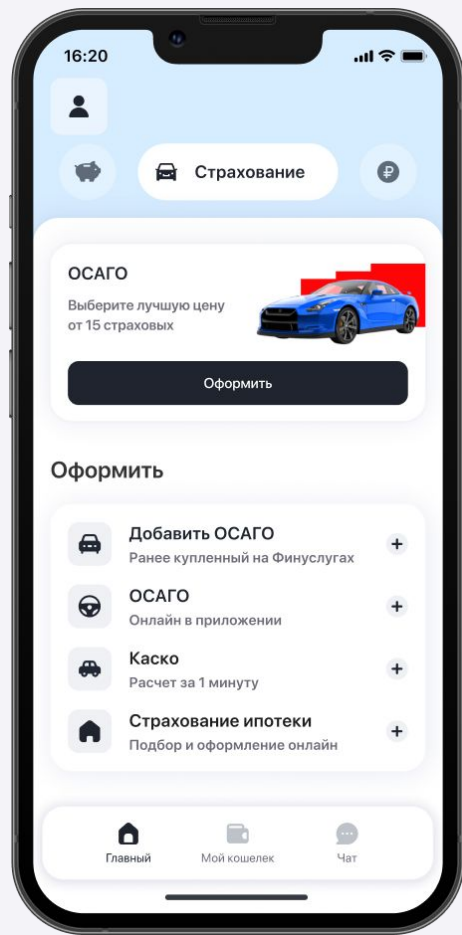 16:20
Страхование
ОСАГО
Выберите лучшую цену
от 15 страховых
Оформить
Оформить
Добавить ОСАГО
Ранее купленный на Финуслугах
ОСАГО
Онлайн в приложении
Каско
Расчет за 1 минуту
Страхование ипотеки
Подбор и оформление онлайн
Главный
Мой кошелек
Чат